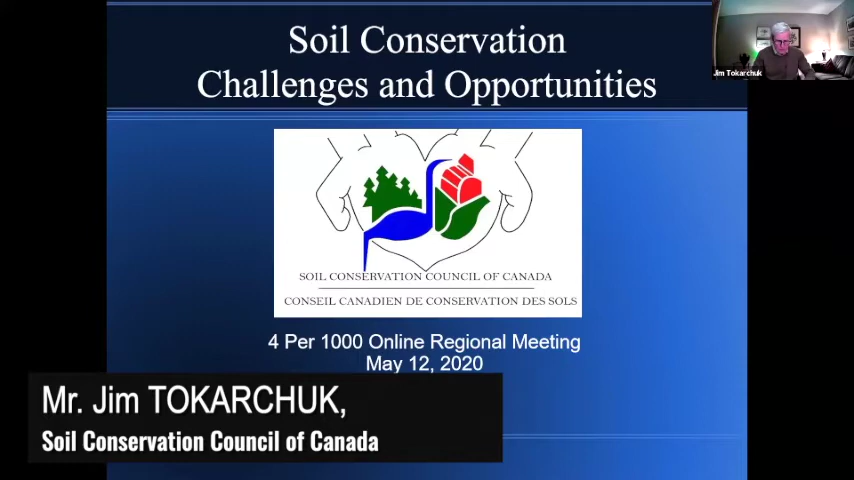 Soil Conservation
Challenges and Opportunities
Jim Tokarchuk
SOIL CONSERVATION COUNCIL OF CANADA
CONSEIL CANADIEN DE CONSERVATION DES SOLS
4 Per 1000 Online Regional Meeting
May 12, 2020
Mr. Jim TOKARCHUK,
Soil Conservation Council of Canada